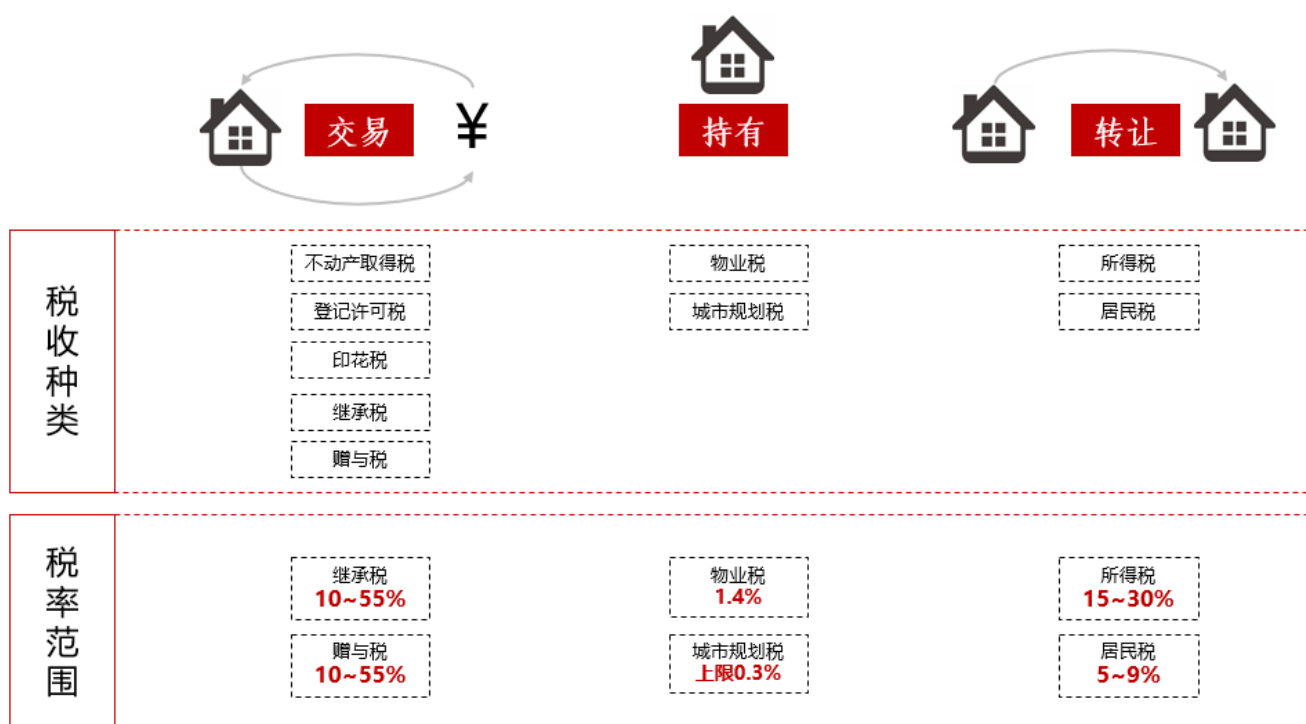 交易
¥
持有
转让
税收种类
不动产取得税
物业税
所得税
登记许可税
城市规划税
居民税
印花税
继承税
赠与税
税率范围
继承税
10~55%
物业税
1.4%
所得税
15~30%
赠与税
10~55%
城市规划税
上限0.3%
居民税
5~9%